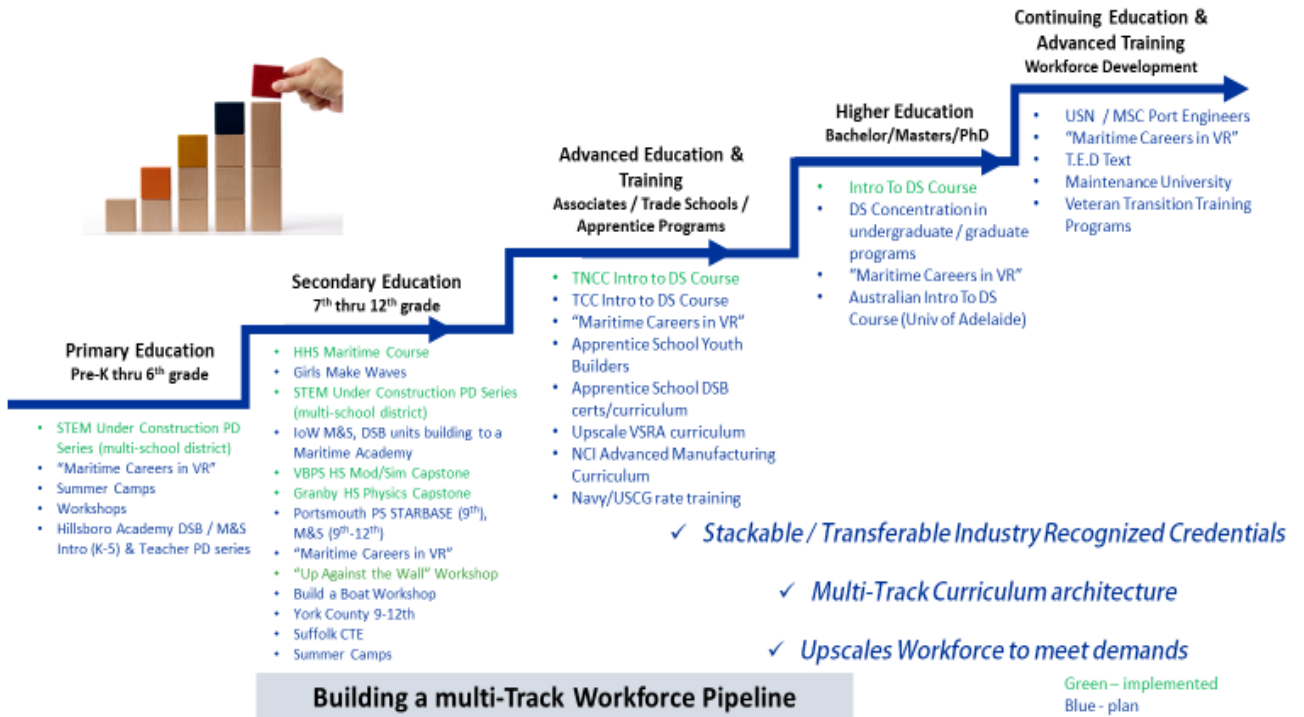 Primary Education
Pre-K thru 6th grade
• STEM Under Construction PD
Series (multi-school district)
• "Maritime Careers in VR"
• Summer Camps
• Workshops
• Hillsboro Academy DSB / M&S
Intro (K-5) & Teacher PD series
Secondary Education
7th thru 12th grade
• HHS Maritime Course
• Girls Make Waves
• STEM Under Construction PD Series
(multi-school district)
• IoW M&S, DSB units building to a
Maritime Academy
• VBPS HS Mod/Sim Capstone
• Granby HS Physics Capstone
• Portsmouth PS STARBASE (9th),
M&S (9th-12th)
• "Maritime Careers in VR"
• "Up Against the Wall" Workshop
• Build a Boat Workshop
• York County 9-12th
• Suffolk CTE
• Summer Camps
Advanced Education &
Training
Associates / Trade Schools /
Apprentice Programs
• TNCC Intro to DS Course
• TCC Intro to DS Course
• "Maritime Careers in VR"
• Apprentice School Youth
Builders
• Apprentice School DSB
certs/curriculum
• Upscale VSRA curriculum
• NCI Advanced Manufacturing
Curriculum
• Navy/USCG rate training
Higher Education
Bachelor/Masters/PhD
• Intro To DS Course
• DS Concentration in
undergraduate / graduate
programs
• "Maritime Careers in VR"
• Australian Intro To DS
Course (Univ of Adelaide)
Continuing Education &
Advanced Training
Workforce Development
• USN / MSC Port Engineers
• "Maritime Careers in VR"
• T.E.D Text
• Maintenance University
• Veteran Transition Training
Programs
✓ Stackable / Transferable Industry Recognized Credentials
✓ Multi-Track Curriculum architecture
✓ Upscales Workforce to meet demands
Building a multi-Track Workforce Pipeline
Green – implemented
Blue - plan